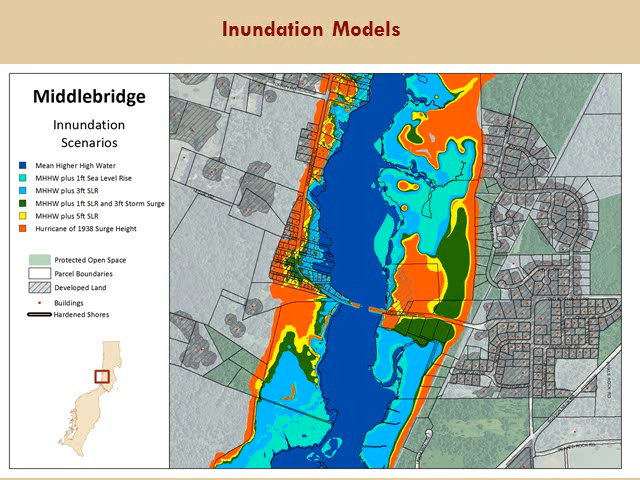 Inundation Models
Middlebridge
Innundation
Scenarios
Mean Higher High Water
MHHW plus 1ft Sea Level Rise
MHHW plus 3ft SLR
MHHW plus 1ft SLR and 3ft Storm Surge
MHHW plus 5ft SLR
Hurricane of 1938 Surge Height
Protected Open Space
Parcel Boundaries
Developed Land
Buildings
Hardened Shores